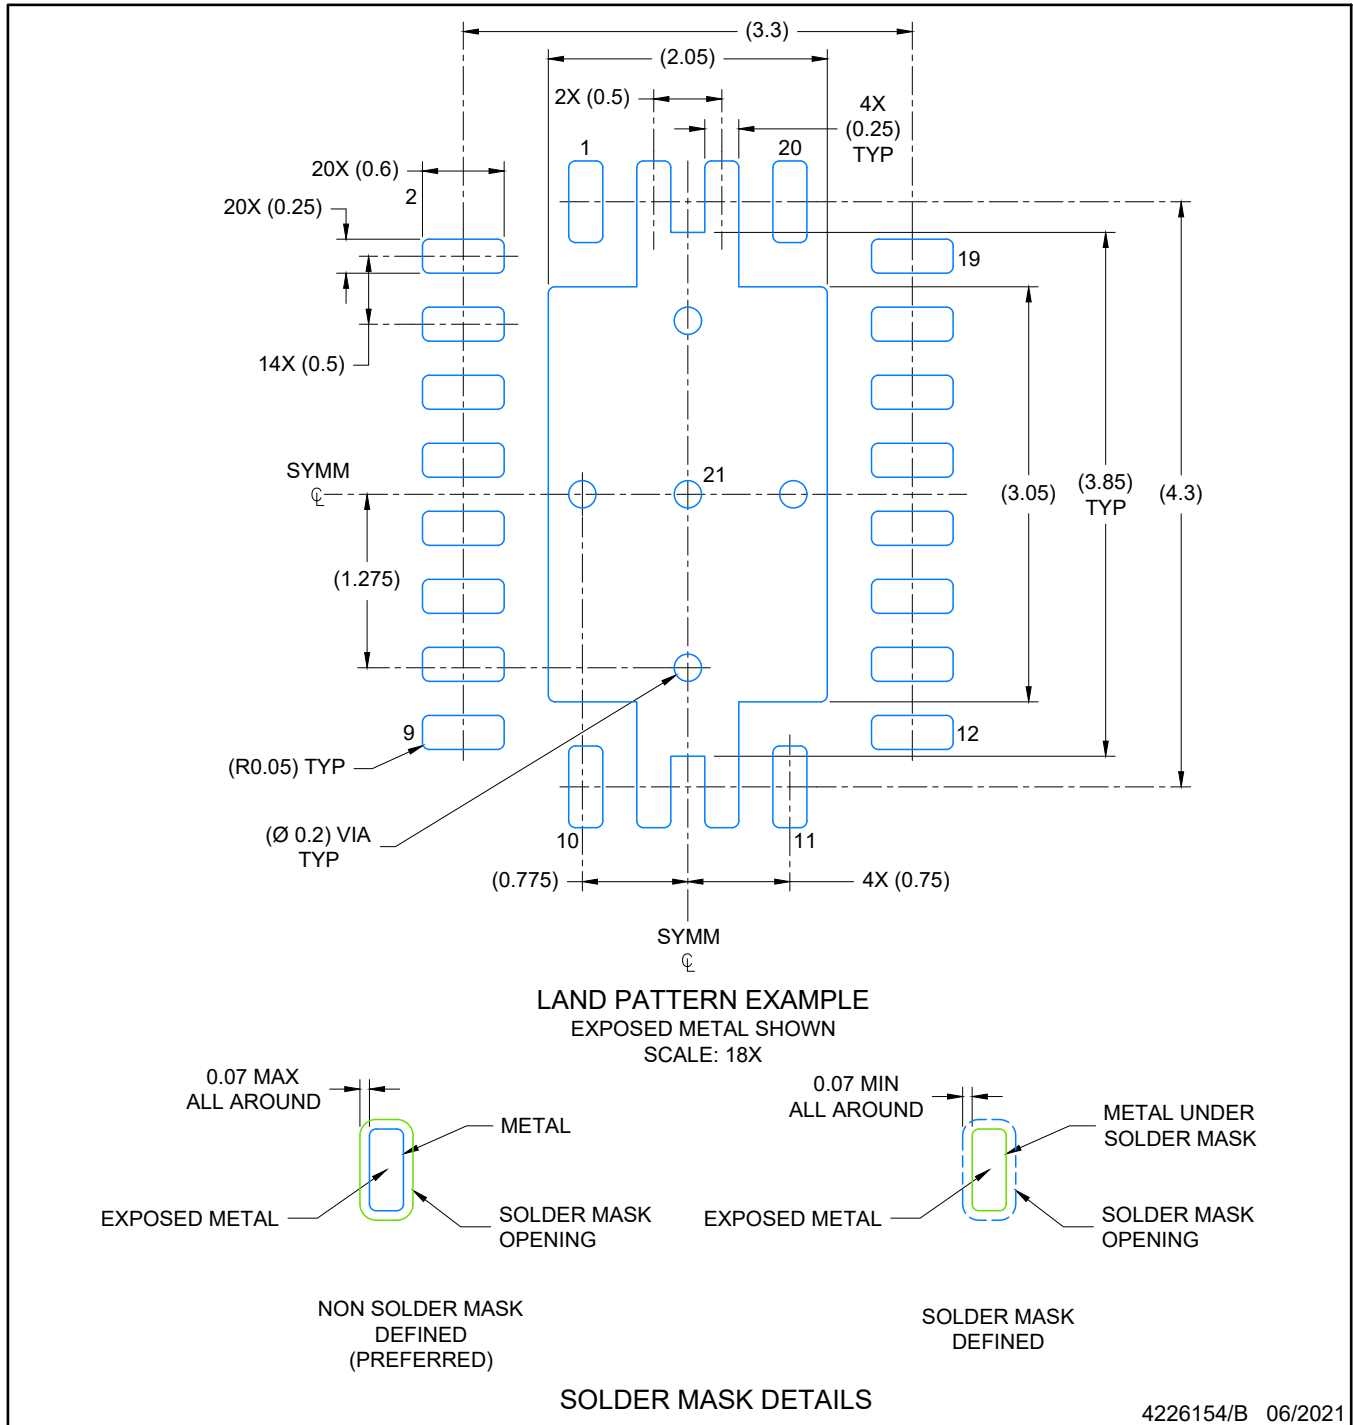 (3.3)
(2.05)
2X (0.5)
4X
(0.25)
TYP
1
20
20X (0.6)
2
20X (0.25)
19
14X (0.5)
SYMM
℄
21
(3.05)
(3.85)
TYP
(4.3)
(1.275)
9
12
(R0.05) TYP
(Ø 0.2) VIA
TYP
10
11
(0.775)
4X (0.75)
SYMM
℄
LAND PATTERN EXAMPLE
EXPOSED METAL SHOWN
SCALE: 18X
0.07 MAX
ALL AROUND
METAL
EXPOSED METAL
SOLDER MASK
OPENING
NON SOLDER MASK
DEFINED
(PREFERRED)
0.07 MIN
ALL AROUND
METAL UNDER
SOLDER MASK
EXPOSED METAL
SOLDER MASK
OPENING
SOLDER MASK
DEFINED
SOLDER MASK DETAILS
4226154/B 06/2021